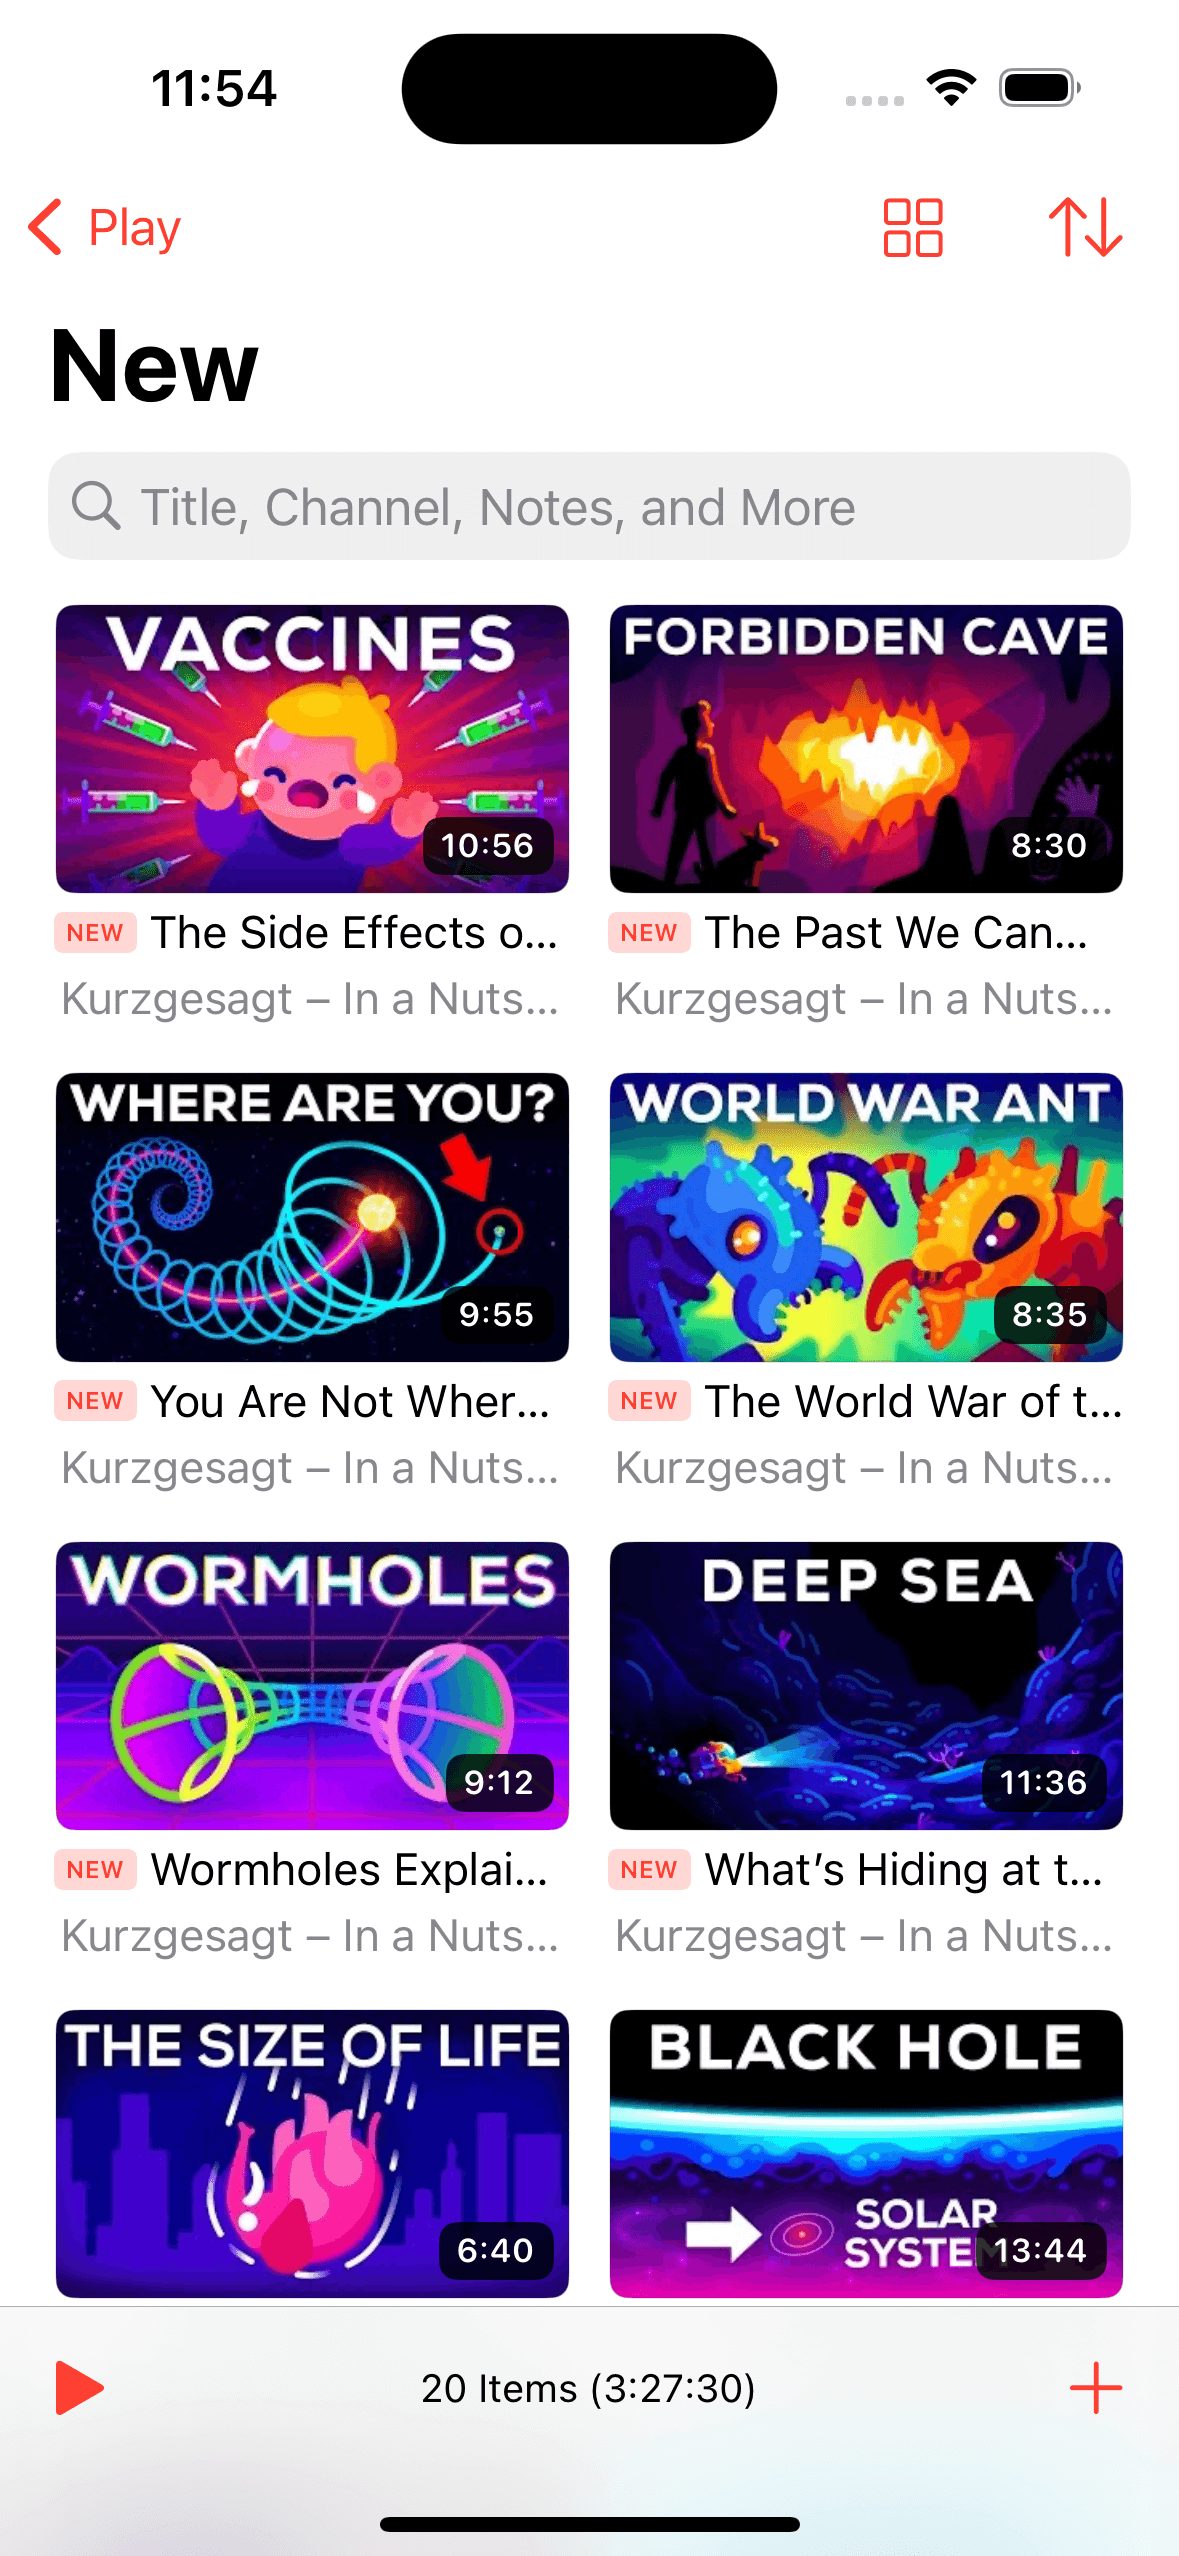 11:54
Play
New
Title, Channel, Notes, and More
VACCINES
10:56
NEW The Side Effects o...
Kurzgesagt – In a Nuts...
FORBIDDEN CAVE
8:30
NEW The Past We Can...
Kurzgesagt – In a Nuts...
WHERE ARE YOU?
9:55
NEW You Are Not Wher...
Kurzgesagt – In a Nuts...
WORLD WAR ANT
8:35
NEW The World War of t...
Kurzgesagt – In a Nuts...
WORMHOLES
9:12
NEW Wormholes Explai...
Kurzgesagt – In a Nuts...
DEEP SEA
11:36
NEW What's Hiding at t...
Kurzgesagt – In a Nuts...
THE SIZE OF LIFE
6:40
BLACK HOLE
SOLAR
SYSTEM
13:44
20 Items (3:27:30)